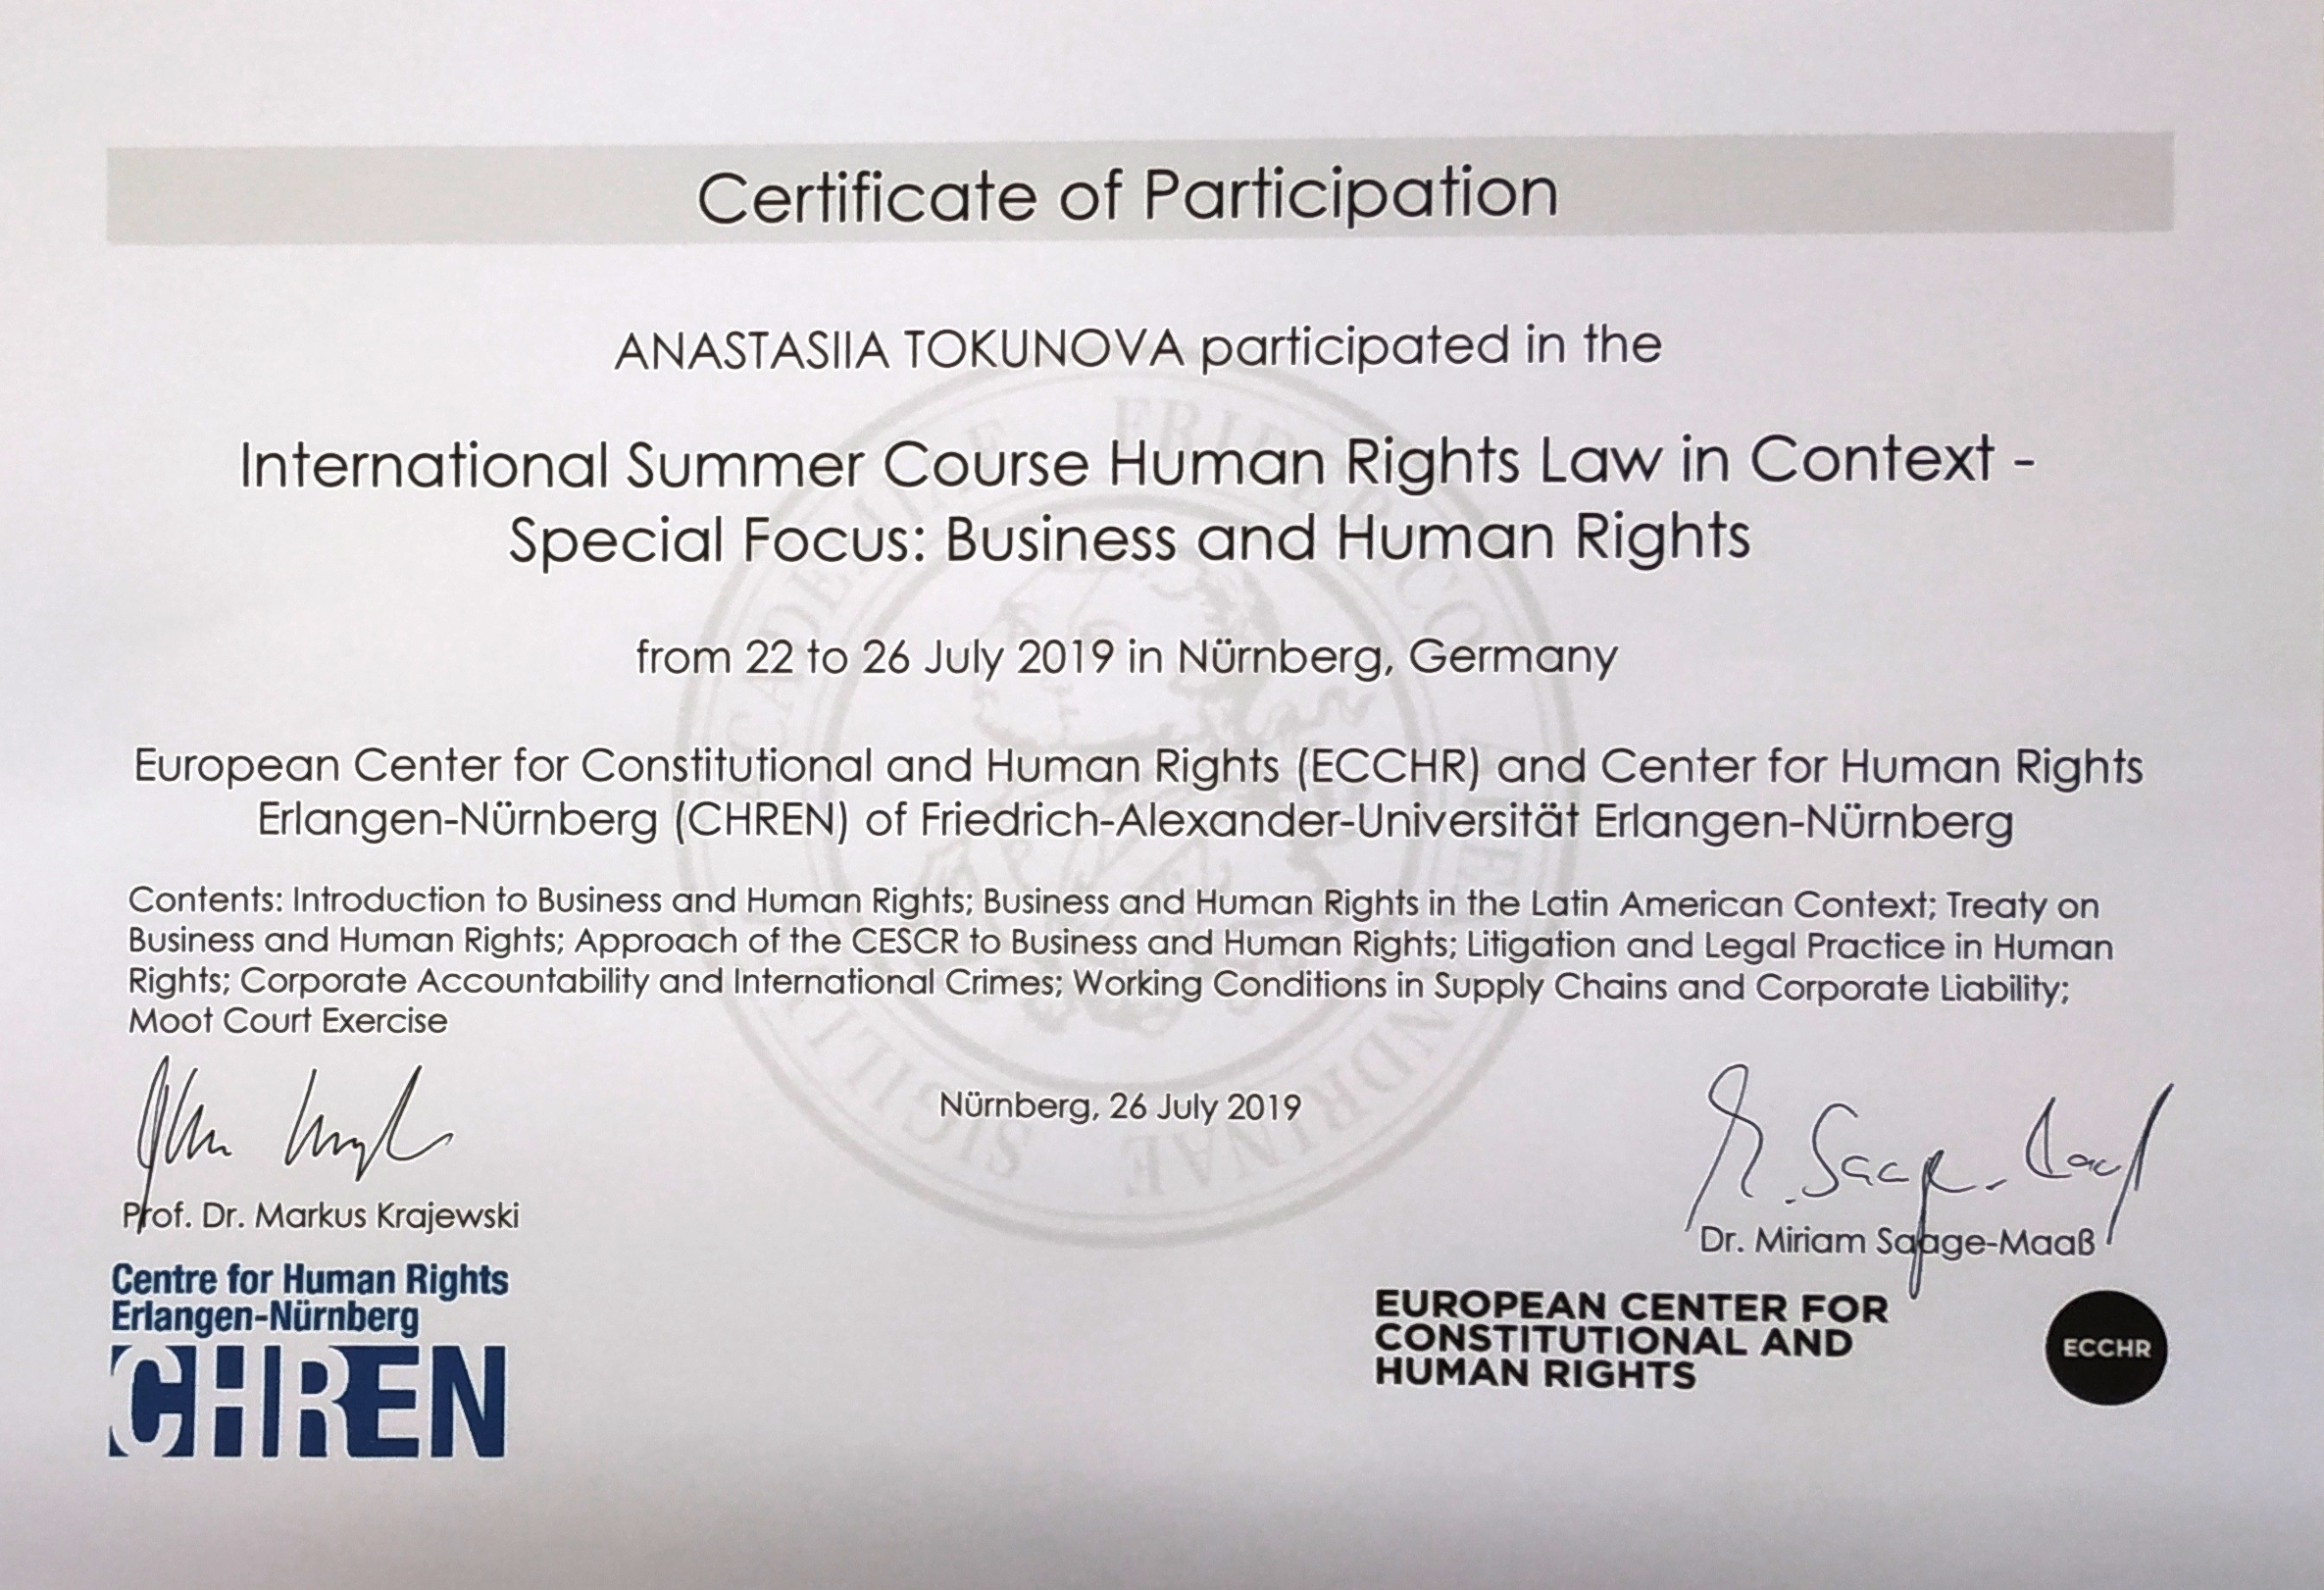 Certificate of Participation
ANASTASIIA TOKUNOVA participated in the
International Summer Course Human Rights Law in Context -
Special Focus: Business and Human Rights
from 22 to 26 July 2019 in Nürnberg, Germany
European Center for Constitutional and Human Rights (ECCHR) and Center for Human Rights
Erlangen-Nürnberg (CHREN) of Friedrich-Alexander-Universität Erlangen-Nürnberg
Contents: Introduction to Business and Human Rights; Business and Human Rights in the Latin American Context; Treaty on
Business and Human Rights; Approach of the CESCR to Business and Human Rights; Litigation and Legal Practice in Human
Rights; Corporate Accountability and International Crimes; Working Conditions in Supply Chains and Corporate Liability;
Moot Court Exercise
Nürnberg, 26 July 2019
Prof. Dr. Markus Krajewski
Dr. Miriam Saage-Maaß
Centre for Human Rights
Erlangen-Nürnberg
CHREN
EUROPEAN CENTER FOR
CONSTITUTIONAL AND
HUMAN RIGHTS
ECCHR